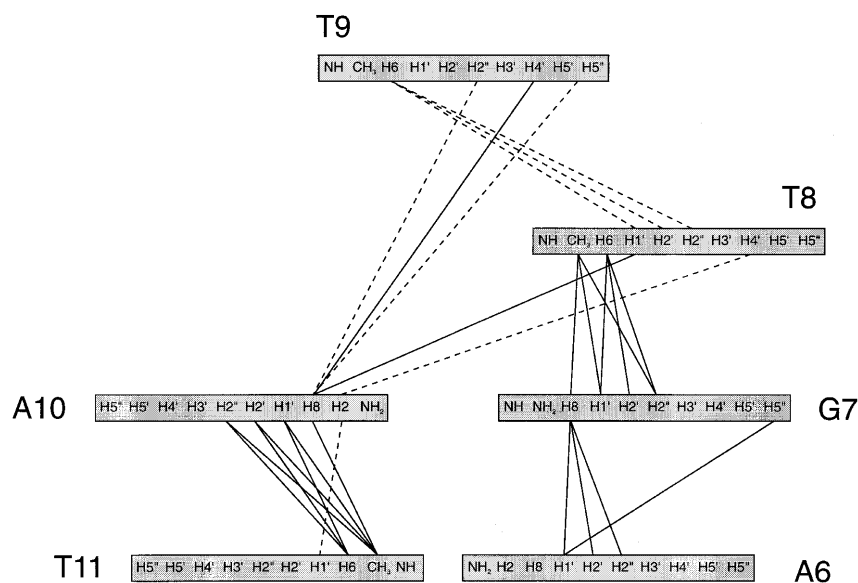 T9
NH CH₃ H6 H1' H2' H2" H3' H4' H5' H5"
T8
NH CH₃ H6 H1' H2' H2" H3' H4' H5' H5"
A10
H5" H5' H4' H3' H2" H2' H1' H8 H2 NH₂
NH NH₂ H8 H1' H2' H2" H3' H4' H5' H5"
G7
T11
H5" H5' H4' H3' H2" H2' H1' H6 CH₃ NH
NH₂ H2 H8 H1' H2' H2" H3' H4' H5' H5"
A6